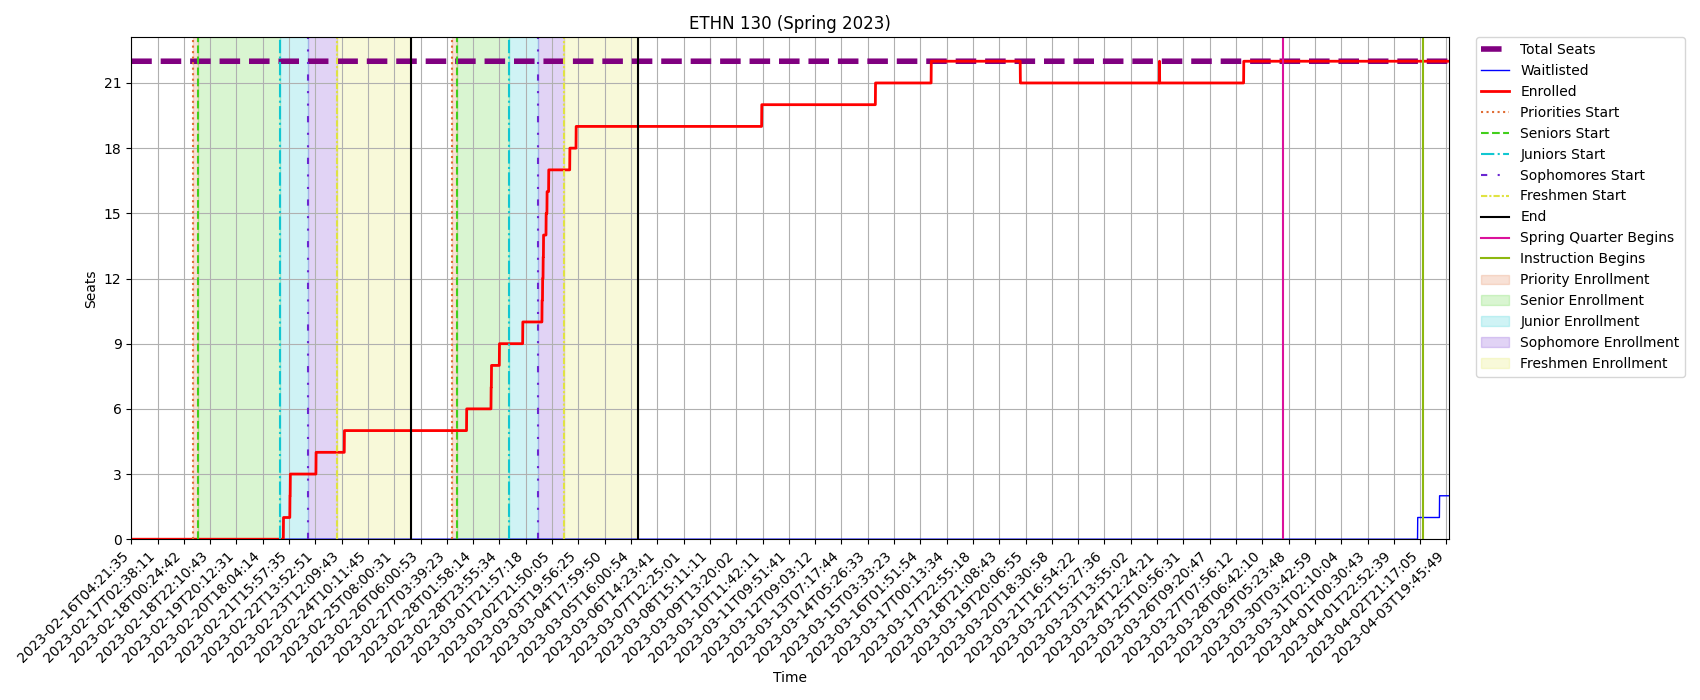 ETHN 130 (Spring 2023)
Seats
21
18
15
12
9
6
3
0
2023-02-16T04:21:35
2023-02-17T02:38:11
2023-02-18T00:24:42
2023-02-18T22:10:43
2023-02-19T20:12:31
2023-02-20T18:04:14
2023-02-21T15:57:35
2023-02-22T13:52:51
2023-02-23T12:09:43
2023-02-24T10:11:45
2023-02-25T08:00:31
2023-02-26T06:00:53
2023-02-27T03:39:23
2023-02-28T01:58:14
2023-02-28T23:55:34
2023-03-01T21:57:18
2023-03-02T21:50:05
2023-03-03T19:56:25
2023-03-04T17:59:50
2023-03-05T16:00:54
2023-03-06T14:23:41
2023-03-07T12:25:01
2023-03-08T15:11:11
2023-03-09T13:20:02
2023-03-10T11:42:11
2023-03-11T09:51:41
2023-03-12T09:03:12
2023-03-13T07:17:44
2023-03-14T05:26:33
2023-03-15T03:33:23
2023-03-16T01:51:54
2023-03-17T00:13:34
2023-03-17T22:55:18
2023-03-18T21:08:43
2023-03-19T20:06:55
2023-03-20T18:30:58
2023-03-21T16:54:22
2023-03-22T15:27:36
2023-03-23T13:55:02
2023-03-24T12:24:21
2023-03-25T10:56:31
2023-03-26T09:20:47
2023-03-27T07:56:12
2023-03-28T06:42:10
2023-03-29T05:23:48
2023-03-30T03:42:59
2023-03-31T02:10:04
2023-04-01T00:30:43
2023-04-01T22:52:39
2023-04-02T21:17:05
2023-04-03T19:45:49
Time
Total Seats
Waitlisted
Enrolled
Priorities Start
Seniors Start
Juniors Start
Sophomores Start
Freshmen Start
End
Spring Quarter Begins
Instruction Begins
Priority Enrollment
Senior Enrollment
Junior Enrollment
Sophomore Enrollment
Freshmen Enrollment